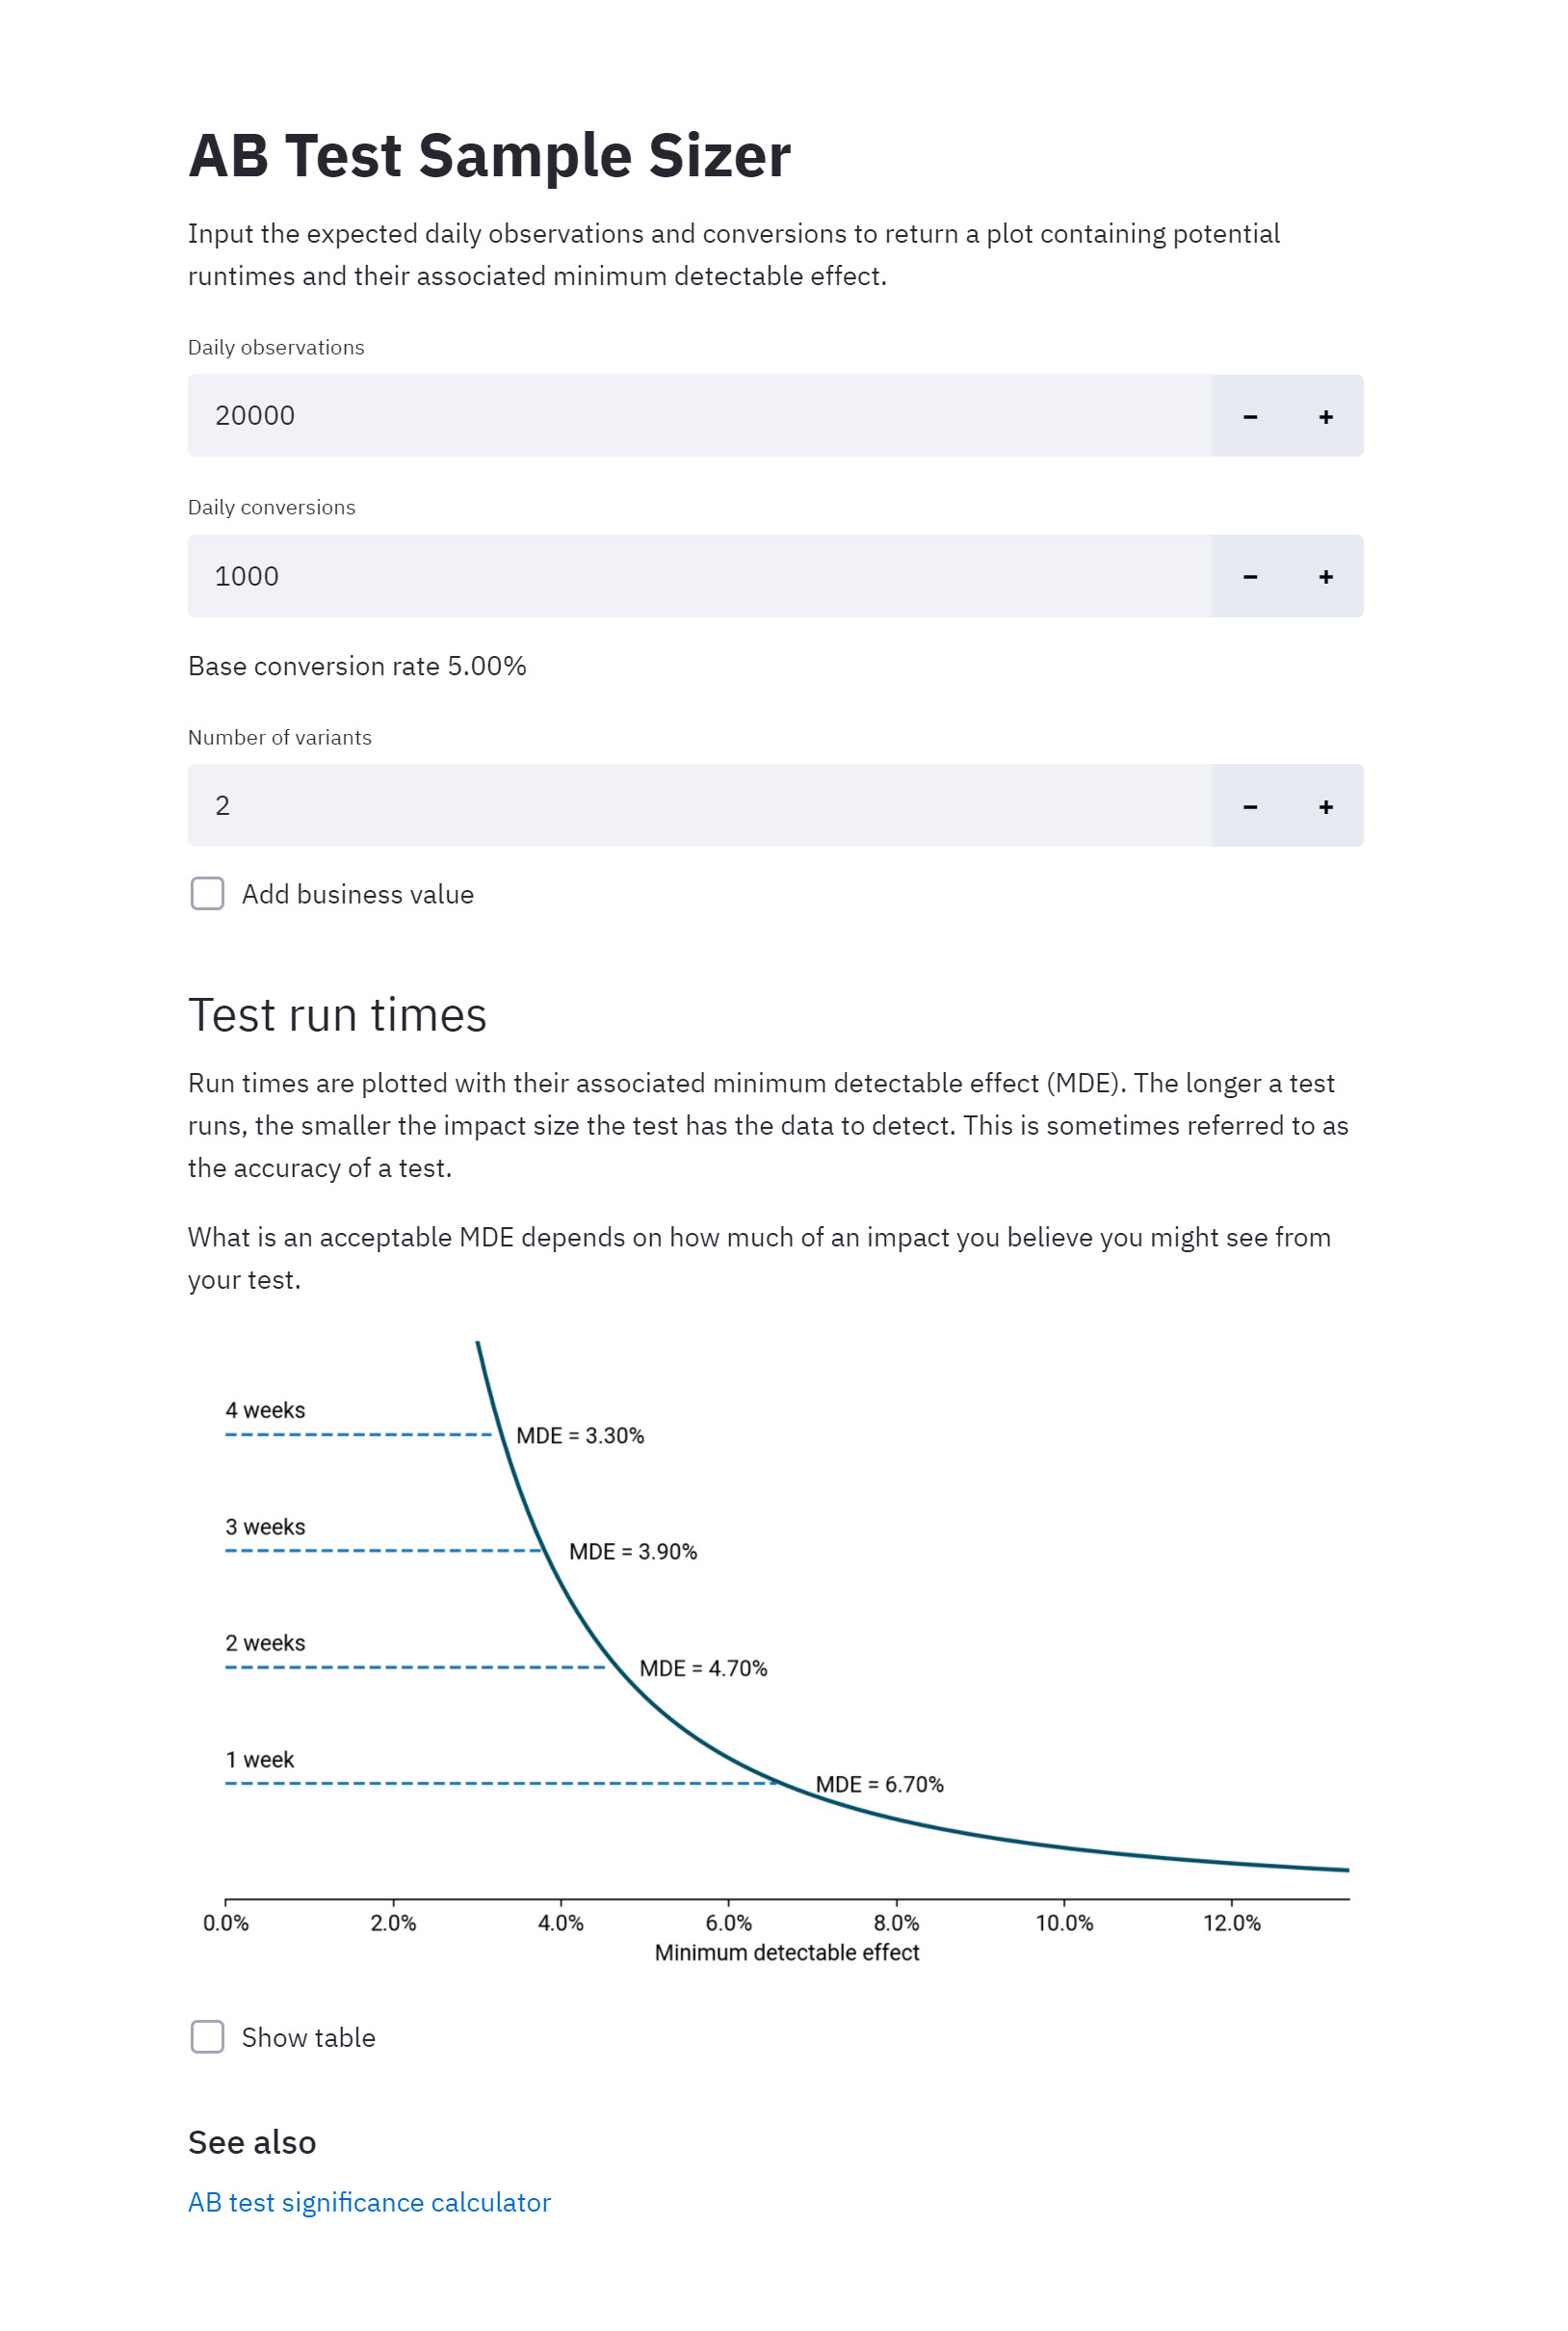 AB Test Sample Sizer
Input the expected daily observations and conversions to return a plot containing potential
runtimes and their associated minimum detectable effect.
Daily observations
20000 − +
Daily conversions
1000 − +
Base conversion rate 5.00%
Number of variants
2 − +
Add business value
Test run times
Run times are plotted with their associated minimum detectable effect (MDE). The longer a test
runs, the smaller the impact size the test has the data to detect. This is sometimes referred to as
the accuracy of a test.
What is an acceptable MDE depends on how much of an impact you believe you might see from
your test.
4 weeks
MDE = 3.30%
3 weeks
MDE = 3.90%
2 weeks
MDE = 4.70%
1 week
MDE = 6.70%
0.0% 2.0% 4.0% 6.0% 8.0% 10.0% 12.0%
Minimum detectable effect
Show table
See also
AB test significance calculator